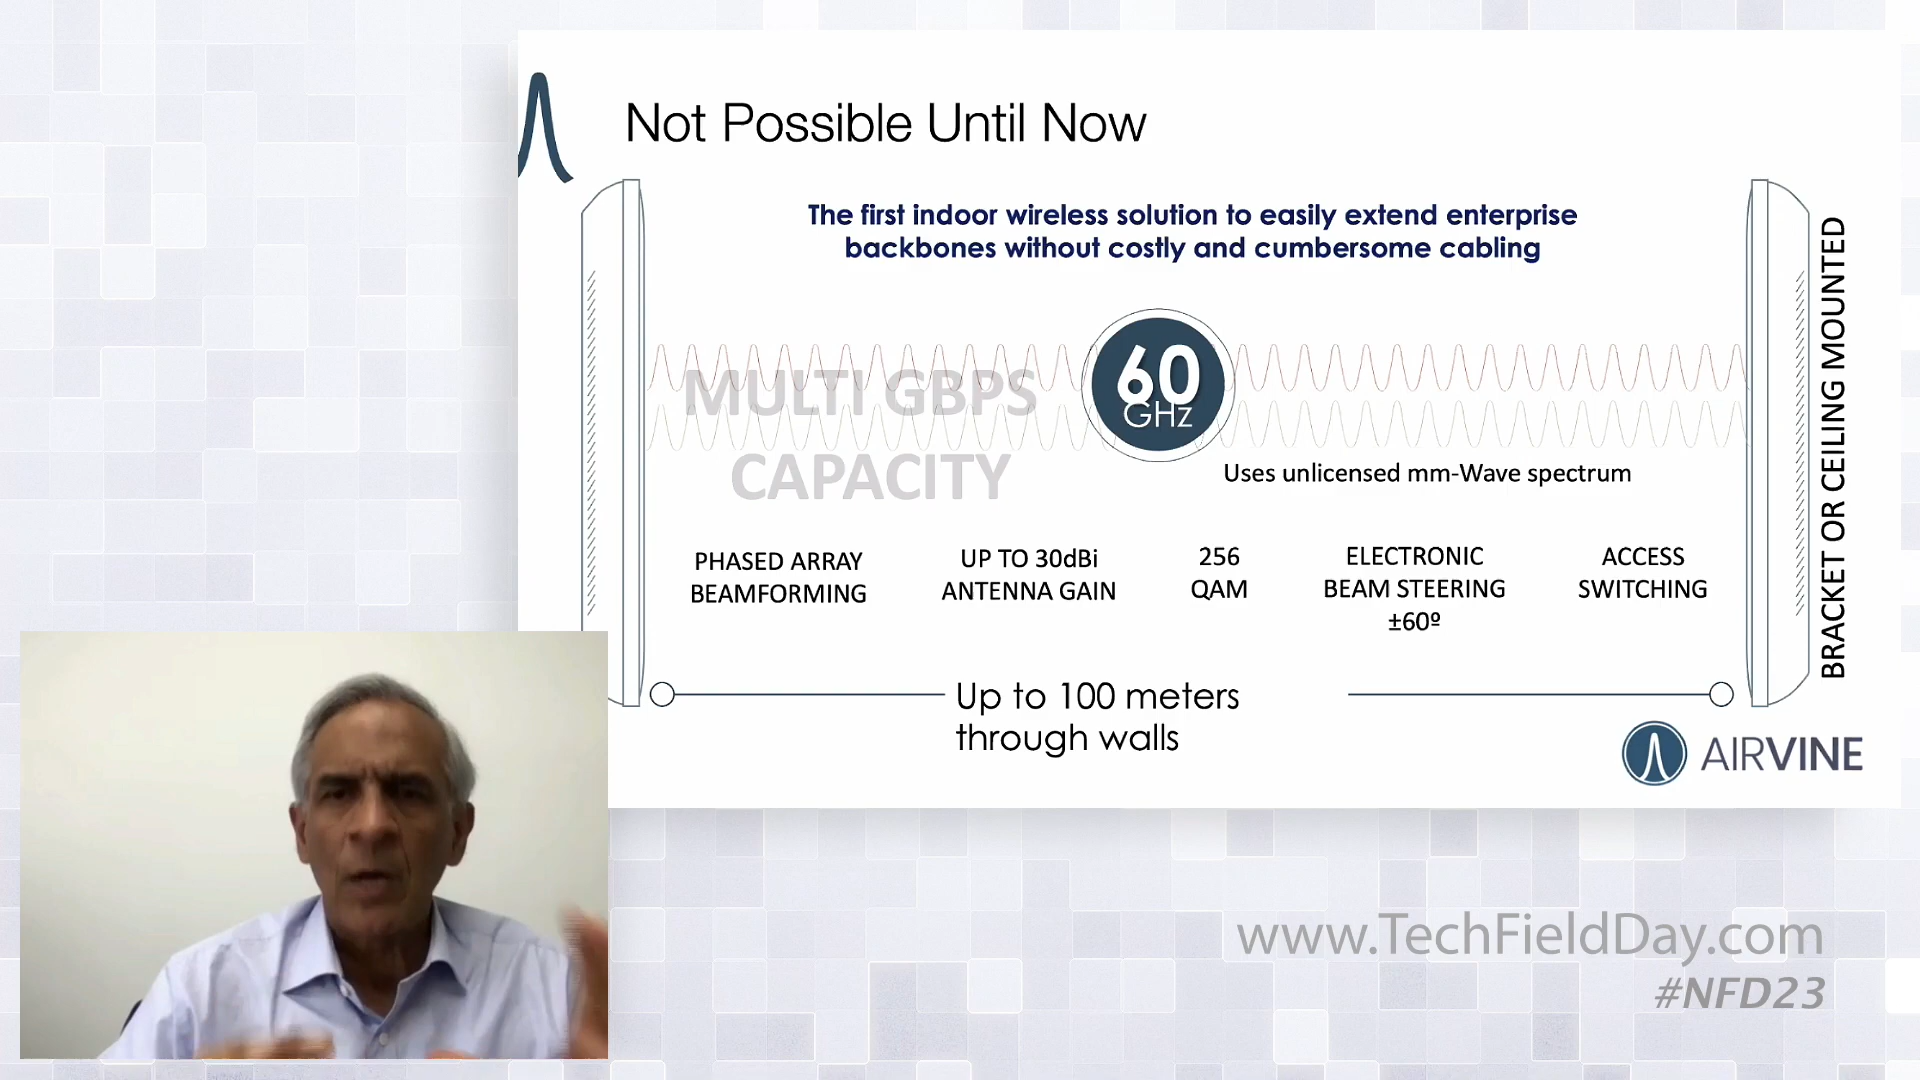 Not Possible Until Now
The first indoor wireless solution to easily extend enterprise
backbones without costly and cumbersome cabling
MULTI GBPS
CAPACITY
60
GHz
Uses unlicensed mm-Wave spectrum
PHASED ARRAY
BEAMFORMING
UP TO 30dBi
ANTENNA GAIN
256
QAM
ELECTRONIC
BEAM STEERING
±60º
ACCESS
SWITCHING
BRACKET OR CEILING MOUNTED
Up to 100 meters
through walls
AIRVINE
www.TechFieldDay.com
#NFD23